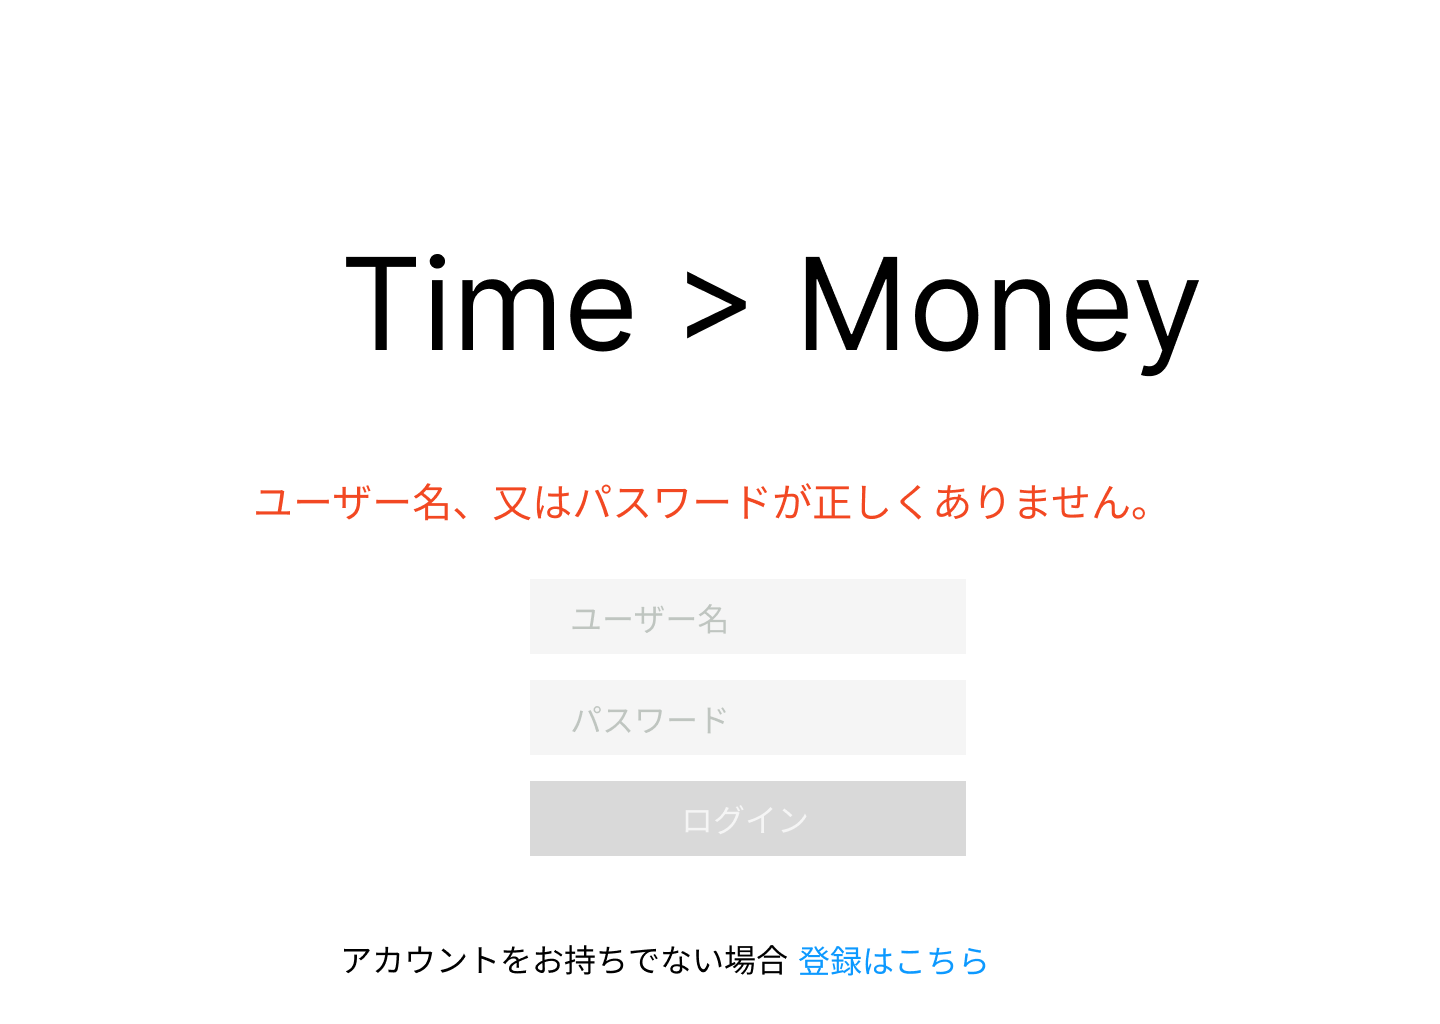 Time > Money
ユーザー名、又はパスワードが正しくありません。
ユーザー名
パスワード
ログイン
アカウントをお持ちでない場合 登録はこちら